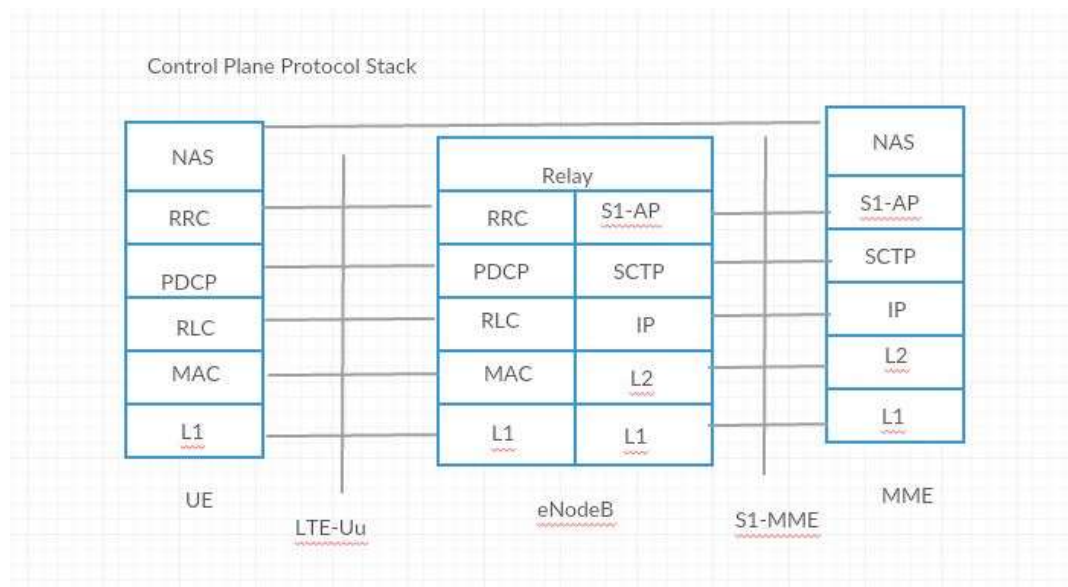 Control Plane Protocol Stack
NAS
RRC
PDCP
RLC
MAC
L1
UE
LTE-Uu
Relay
RRC
S1-AP
PDCP
SCTP
RLC
IP
MAC
L2
L1
L1
eNodeB
S1-MME
NAS
S1-AP
SCTP
IP
L2
L1
MME